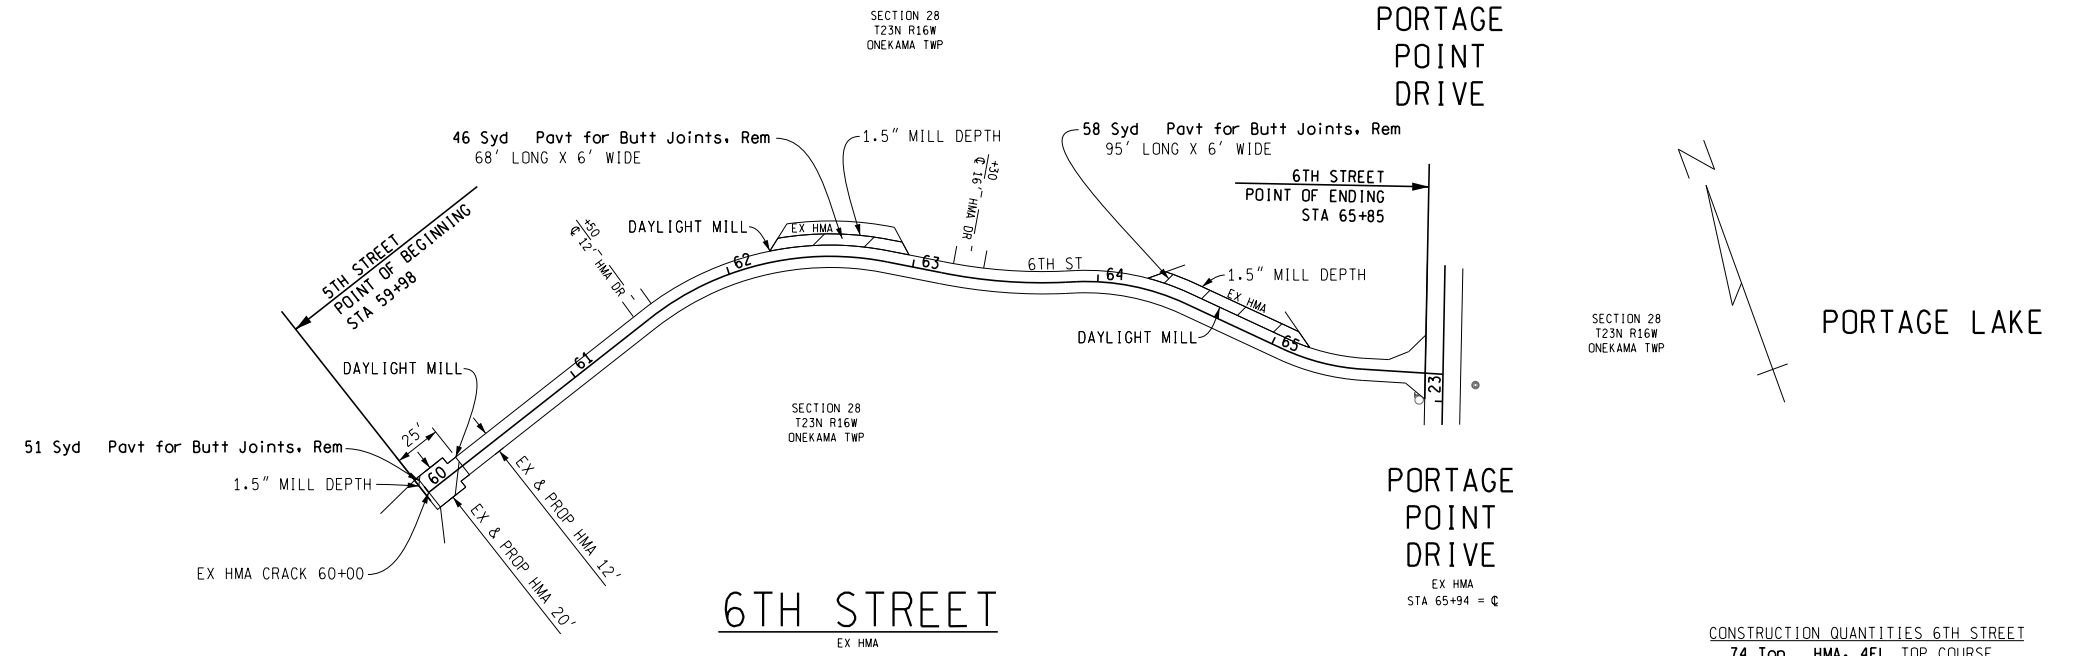 SECTION 28
T23N R16W
ONEKAMA TWP
PORTAGE
POINT
DRIVE
46 Syd Pavt for Butt Joints, Rem
68' LONG X 6' WIDE
1.5" MILL DEPTH
+30
℄ 16'- HMA DR -
58 Syd Pavt for Butt Joints, Rem
95' LONG X 6' WIDE
6TH STREET
POINT OF ENDING
STA 65+85
N
5TH STREET
POINT OF BEGINNING
STA 59+98
+50
℄ 12'- HMA DR -
DAYLIGHT MILL
EX HMA
62
63
6TH ST
64
1.5" MILL DEPTH
EX HMA
DAYLIGHT MILL
65
23
SECTION 28
T23N R16W
ONEKAMA TWP
PORTAGE LAKE
61
DAYLIGHT MILL
SECTION 28
T23N R16W
ONEKAMA TWP
25'
51 Syd Pavt for Butt Joints, Rem
60
1.5" MILL DEPTH
EX & PROP HMA 12'
EX & PROP HMA 20'
EX HMA CRACK 60+00
PORTAGE
POINT
DRIVE
EX HMA
STA 65+94 = ℄
6TH STREET
EX HMA
CONSTRUCTION QUANTITIES 6TH STREET
74 Ton HMA, 4EL TOP COURSE